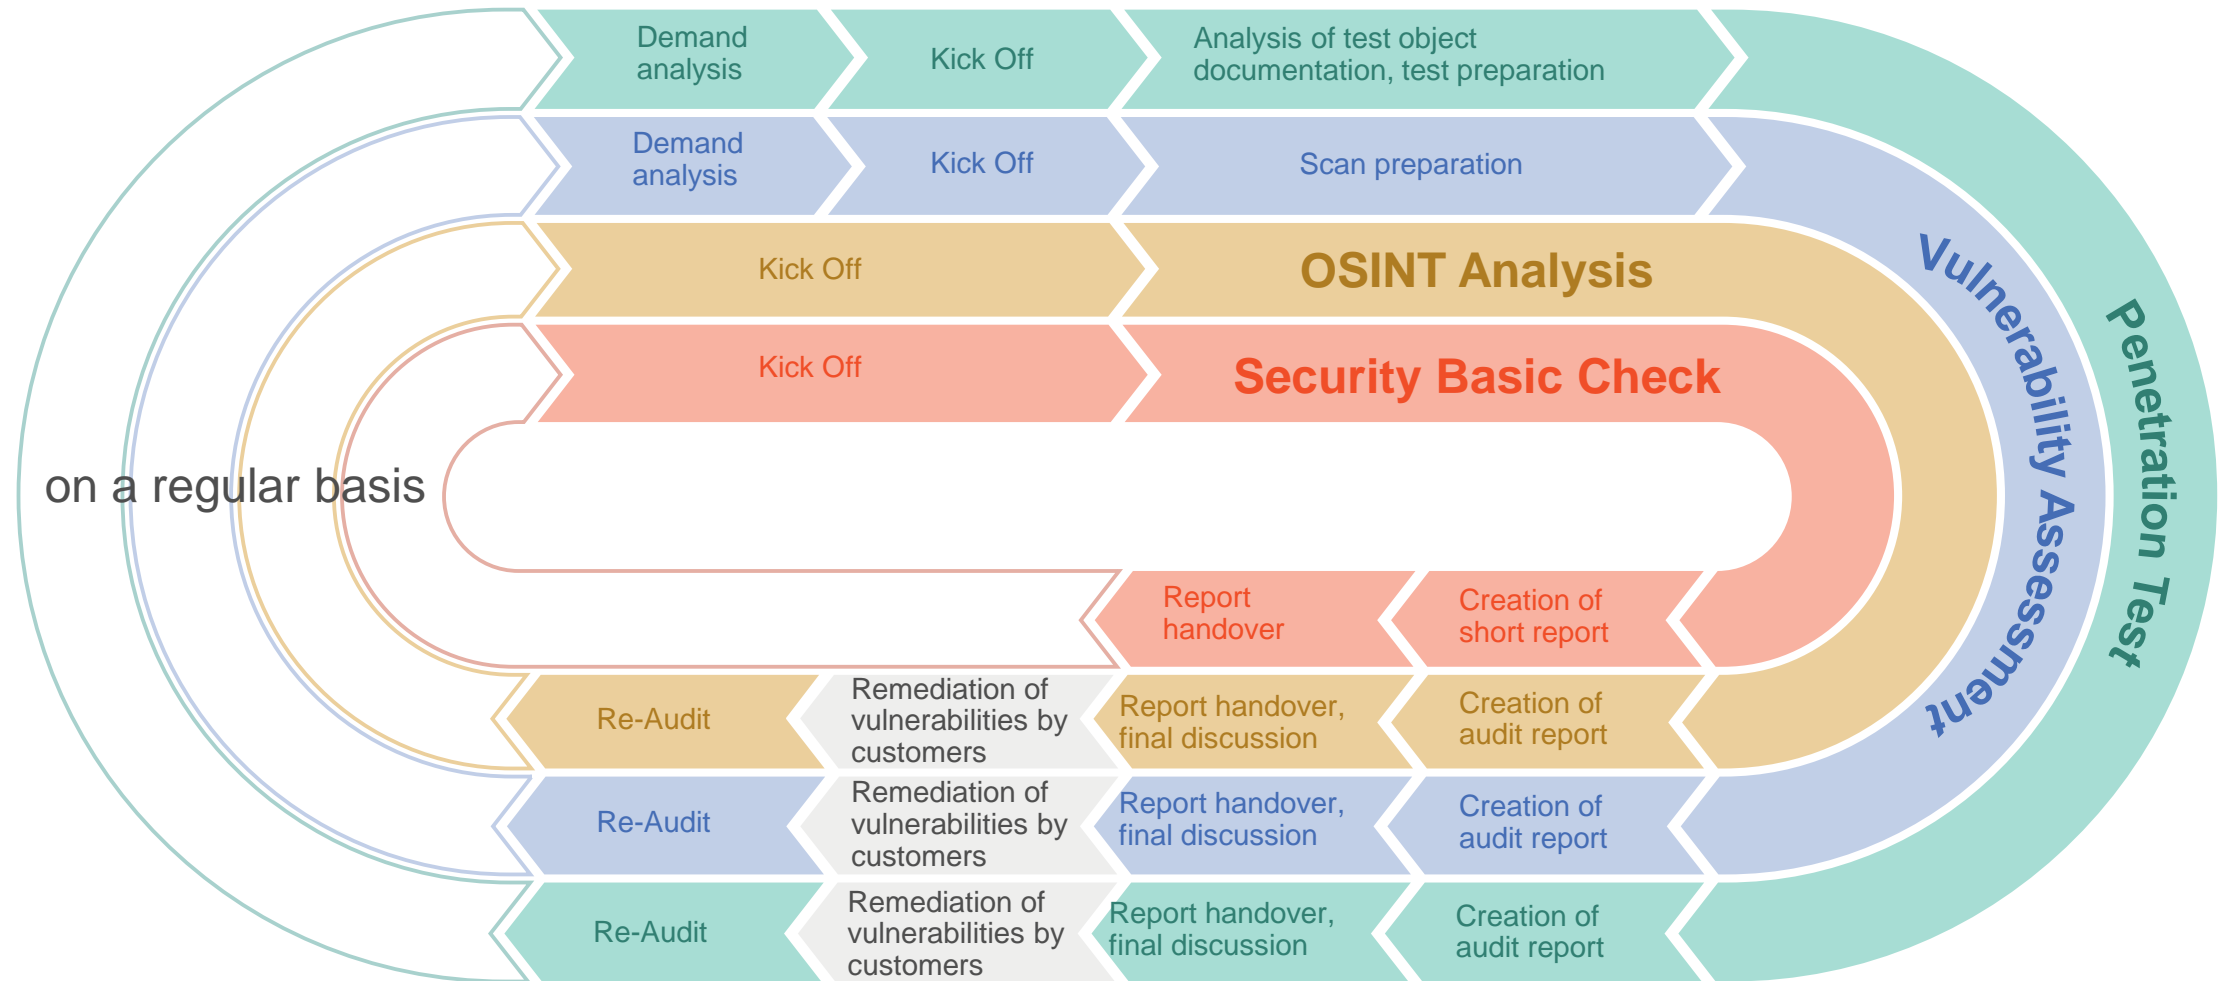 Demand
analysis
Kick Off
Analysis of test object
documentation, test preparation
Demand
analysis
Kick Off
Scan preparation
Kick Off
OSINT Analysis
Kick Off
Security Basic Check
Vulnerability Assessment
Penetration Test
on a regular basis
Report
handover
Creation of
short report
Re-Audit
Remediation of
vulnerabilities by
customers
Report handover,
final discussion
Creation of
audit report
Re-Audit
Remediation of
vulnerabilities by
customers
Report handover,
final discussion
Creation of
audit report
Re-Audit
Remediation of
vulnerabilities by
customers
Report handover,
final discussion
Creation of
audit report